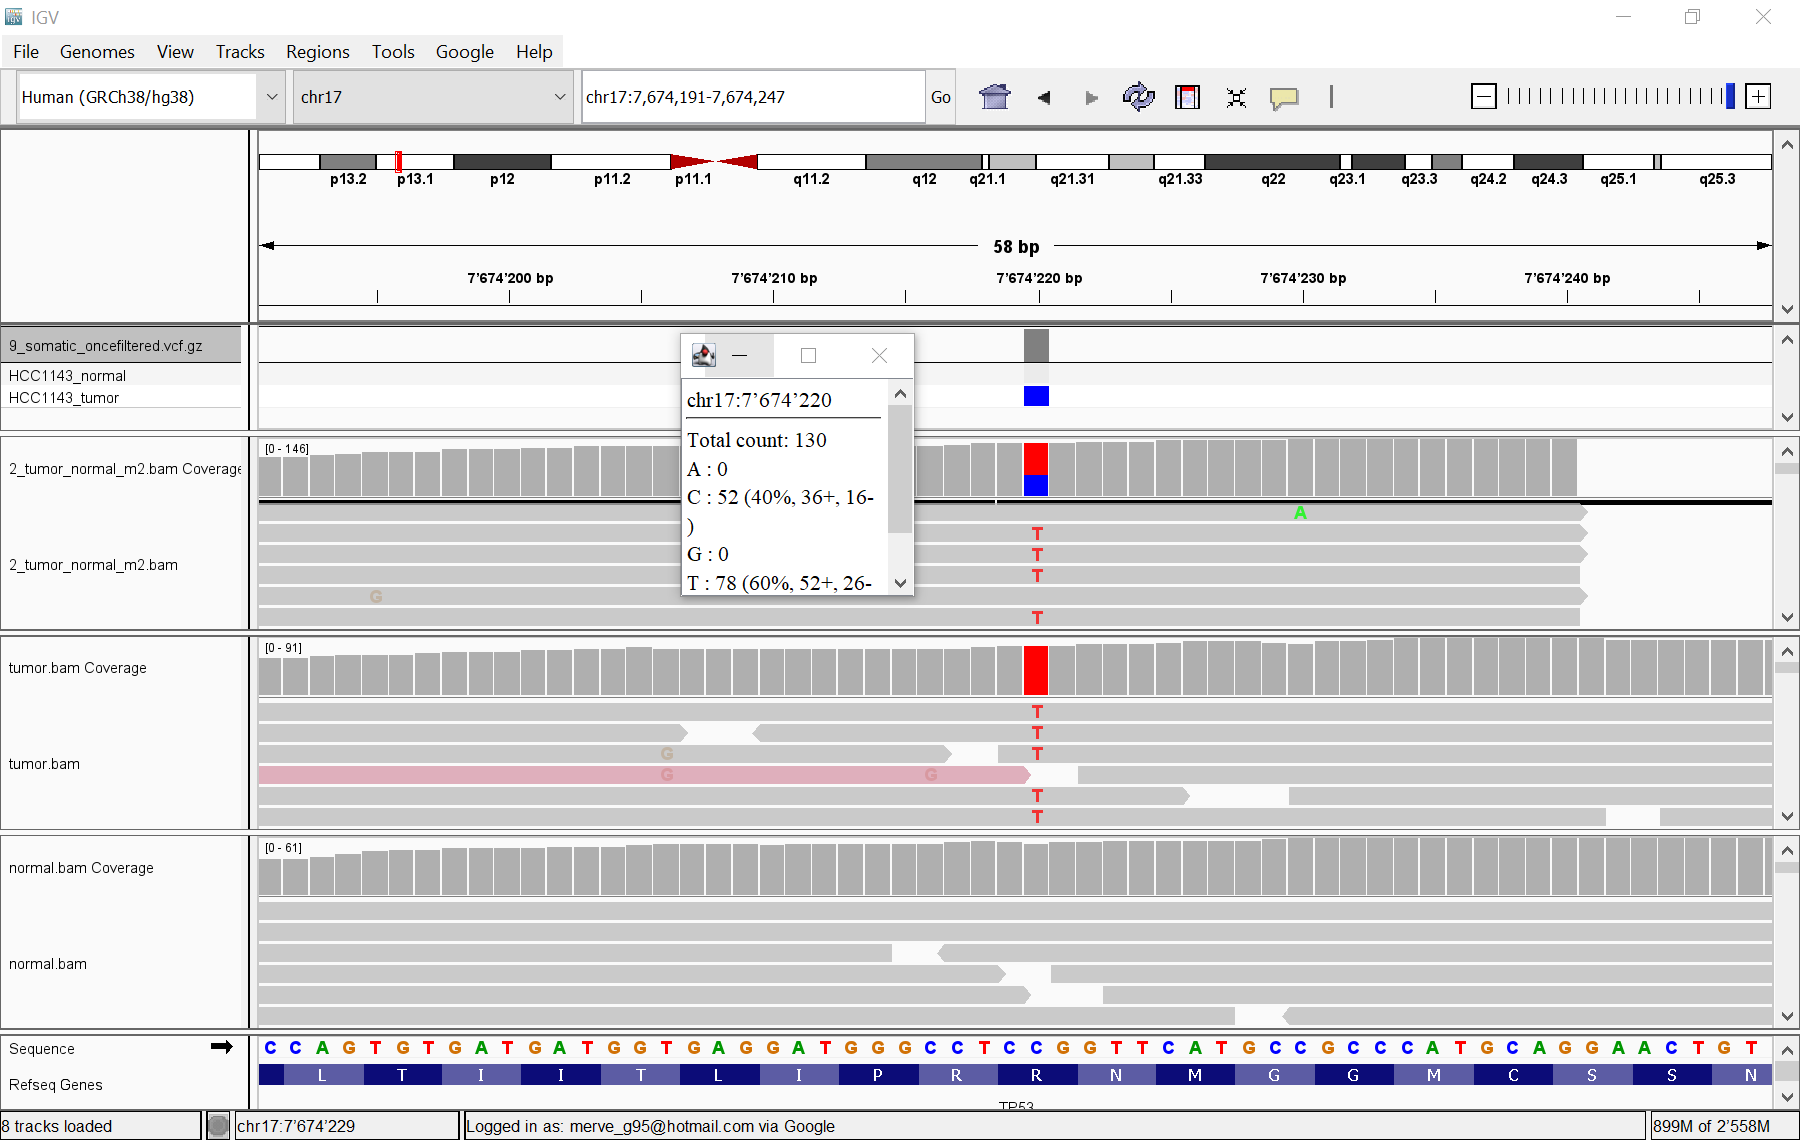 IGV
File Genomes View Tracks Regions Tools Google Help
Human (GRCh38/hg38) chr17 chr17:7,674,191-7,674,247 Go
p13.2 p13.1 p12 p11.2 p11.1 q11.2 q12 q21.1 q21.31 q21.33 q22 q23.1 q23.3 q24.2 q24.3 q25.1 q25.3
58 bp
7'674'200 bp 7'674'210 bp 7'674'220 bp 7'674'230 bp 7'674'240 bp
9_somatic_oncefiltered.vcf.gz
HCC1143_normal
HCC1143_tumor
chr17:7'674'220
Total count: 130
A : 0
C : 52 (40%, 36+, 16-
)
G : 0
T : 78 (60%, 52+, 26-
[0 - 146]
2_tumor_normal_m2.bam Coverage
A
T
T
2_tumor_normal_m2.bam
T
G
T
[0 - 91]
tumor.bam Coverage
T
T
G T
tumor.bam
G G
T
T
[0 - 61]
normal.bam Coverage
normal.bam
Sequence C C A G T G T G A T G A T G G T G A G G A T G G G C C T C C G G T T C A T G C C G C C C A T G C A G G A A C T G T
Refseq Genes L T I I T L I P R R N M G G M C S S N
TP53
8 tracks loaded chr17:7'674'229 Logged in as: merve_g95@hotmail.com via Google 899M of 2'558M